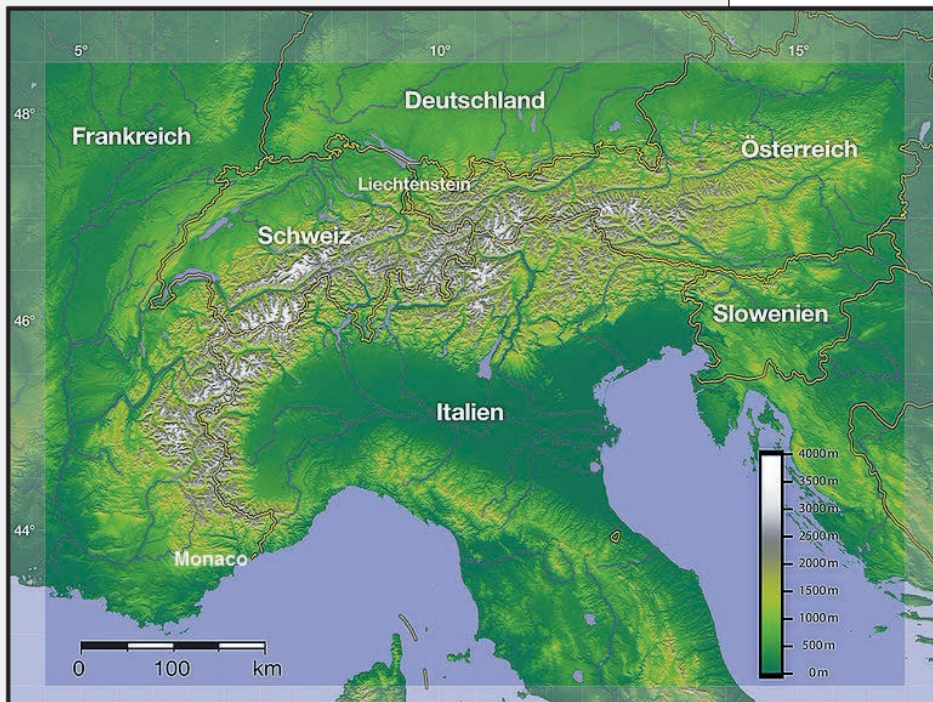 5°
10°
15°
48°
Deutschland
Frankreich
Österreich
Liechtenstein
Schweiz
46°
Slowenien
Italien
4000 m
3500 m
3000 m
2500 m
2000 m
1500 m
1000 m
500 m
0 m
44°
Monaco
0 100 km